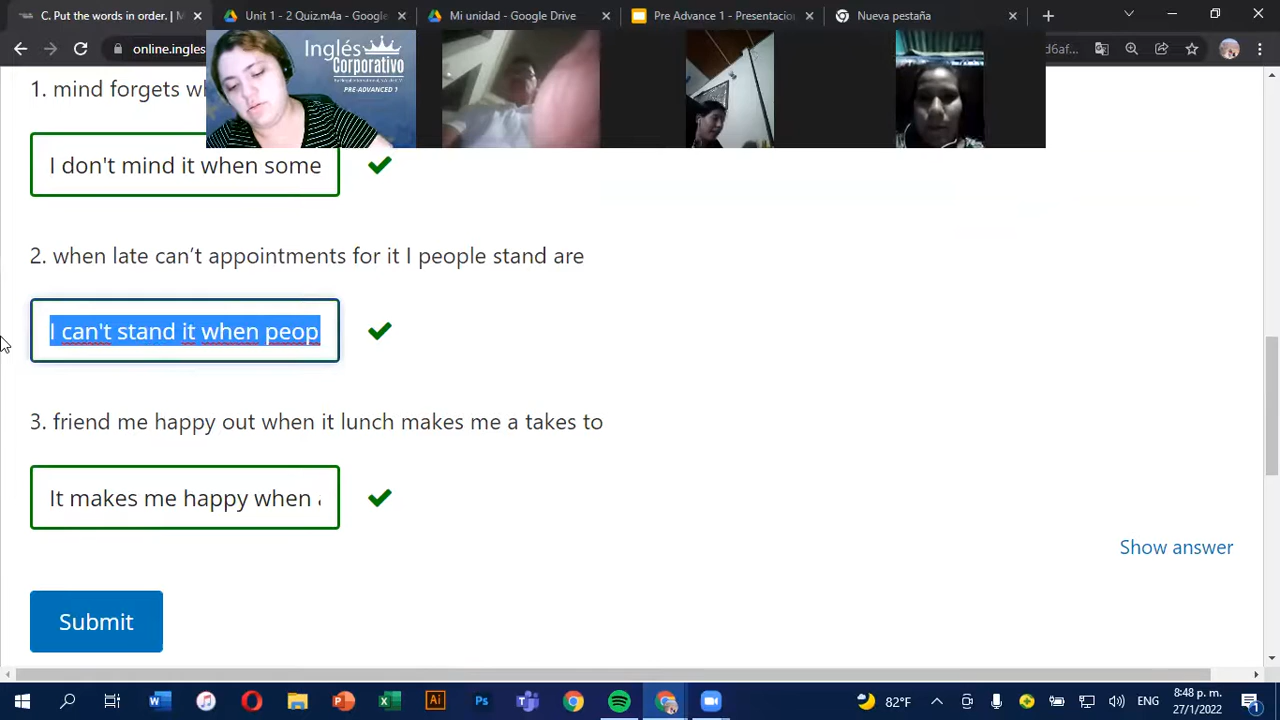 C. Put the words in order. | M
Unit 1 - 2 Quiz.m4a - Google
Mi unidad - Google Drive
Pre Advance 1 - Presentacion
Nueva pestaña
online.ingles
d6af...
Inglés
Corporativo
PRE-ADVANCED 1
1. mind forgets w
I don't mind it when some
2. when late can't appointments for it I people stand are
I can't stand it when peop
3. friend me happy out when it lunch makes me a takes to
It makes me happy when a
Show answer
Submit
82°F
ENG
8:48 p. m.
27/1/2022
1